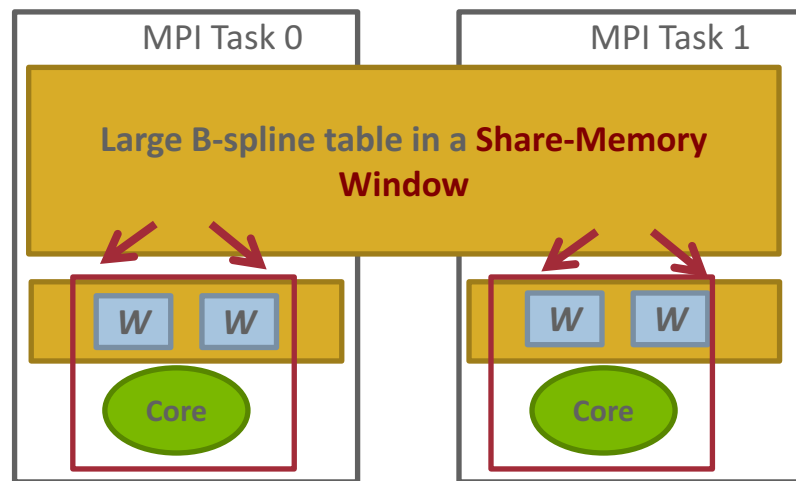 MPI Task 0
MPI Task 1
Large B-spline table in a Share-Memory
Window
W
W
W
W
Core
Core